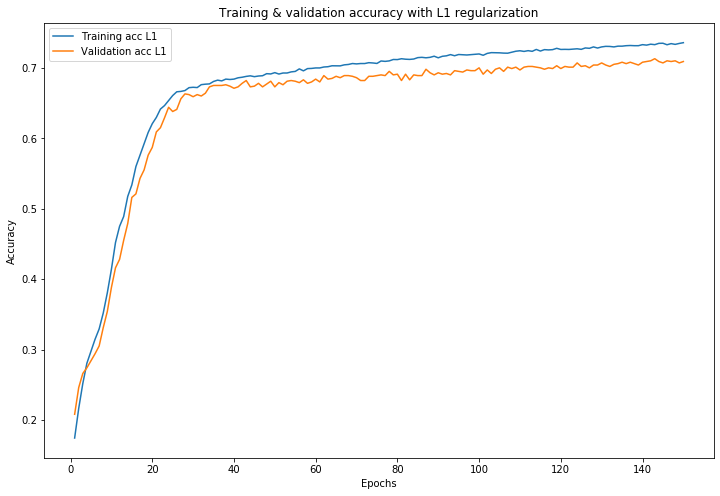 Training & validation accuracy with L1 regularization
Training acc L1
Validation acc L1
Accuracy
0.7
0.6
0.5
0.4
0.3
0.2
0 20 40 60 80 100 120 140
Epochs